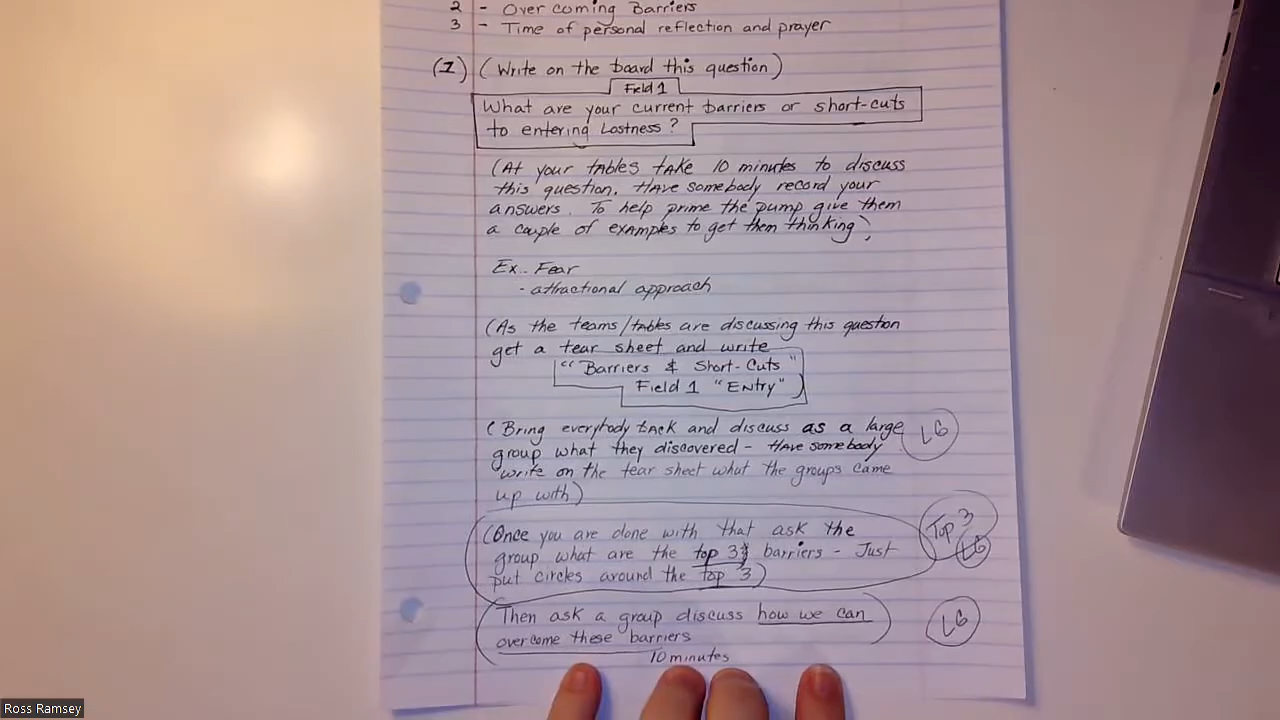 2 - Over coming Barriers
3 - Time of personal reflection and prayer
(1) (Write on the board this question)
Field 1
What are your current barriers or short-cuts
to entering Lostness?
(At your tables take 10 minutes to discuss
this question. Have somebody record your
answers. To help prime the pump give them
a couple of examples to get them thinking)
Ex.. Fear
- attractional approach
(As the teams/tables are discussing this question
get a tear sheet and write
"Barriers & Short-Cuts"
Field 1 "Entry")
(Bring everybody back and discuss as a large
group what they discovered - Have somebody
write on the tear sheet what the groups came
up with)
LG
(Once you are done with that ask the
group what are the top 3 barriers - Just
put circles around the top 3)
Top 3
LG
Then ask a group discuss how we can
overcome these barriers
10 minutes
LG
Ross Ramsey